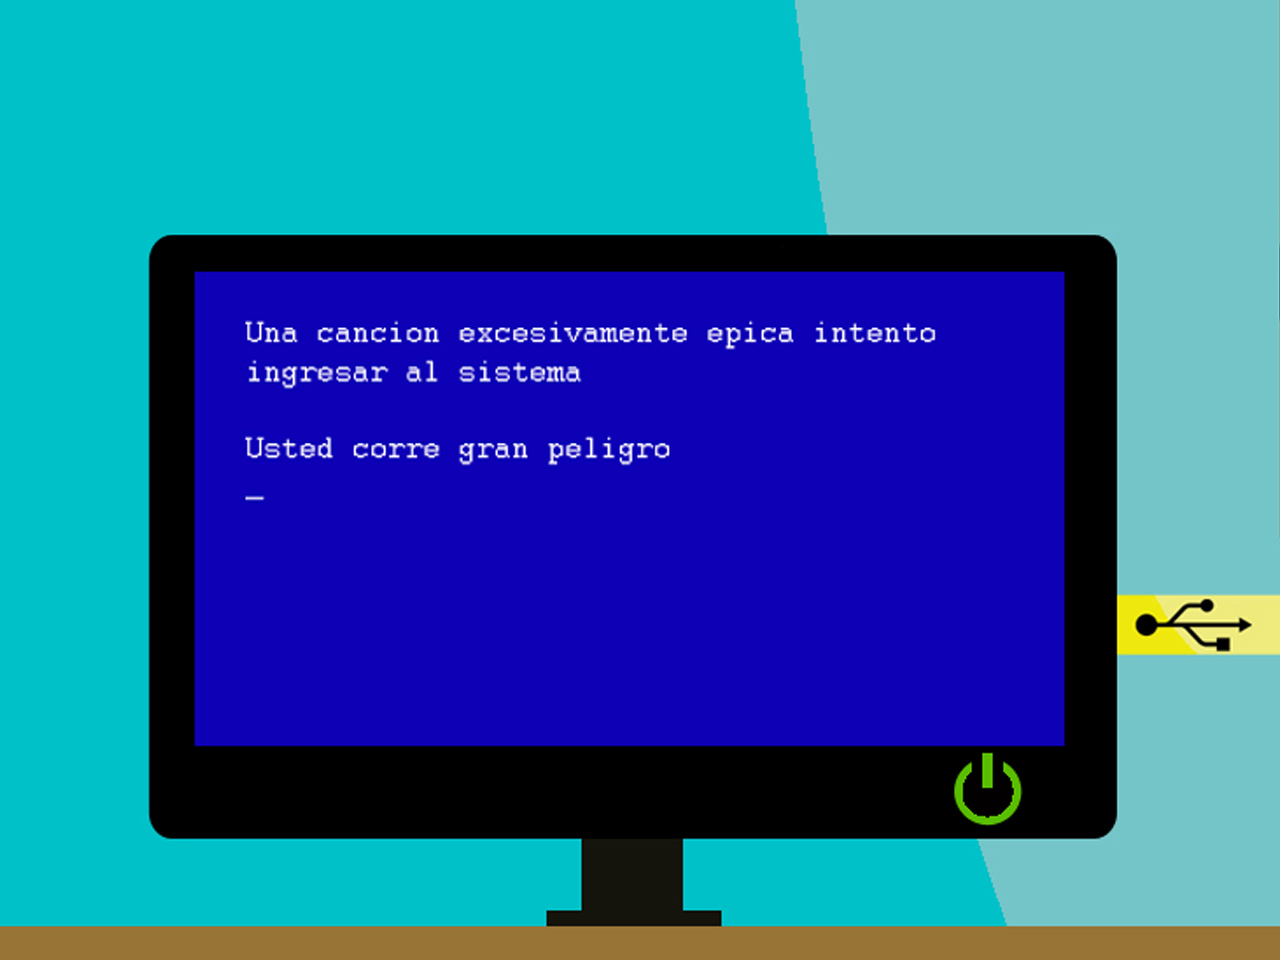 Una cancion excesivamente epica intento
ingresar al sistema
Usted corre gran peligro
_